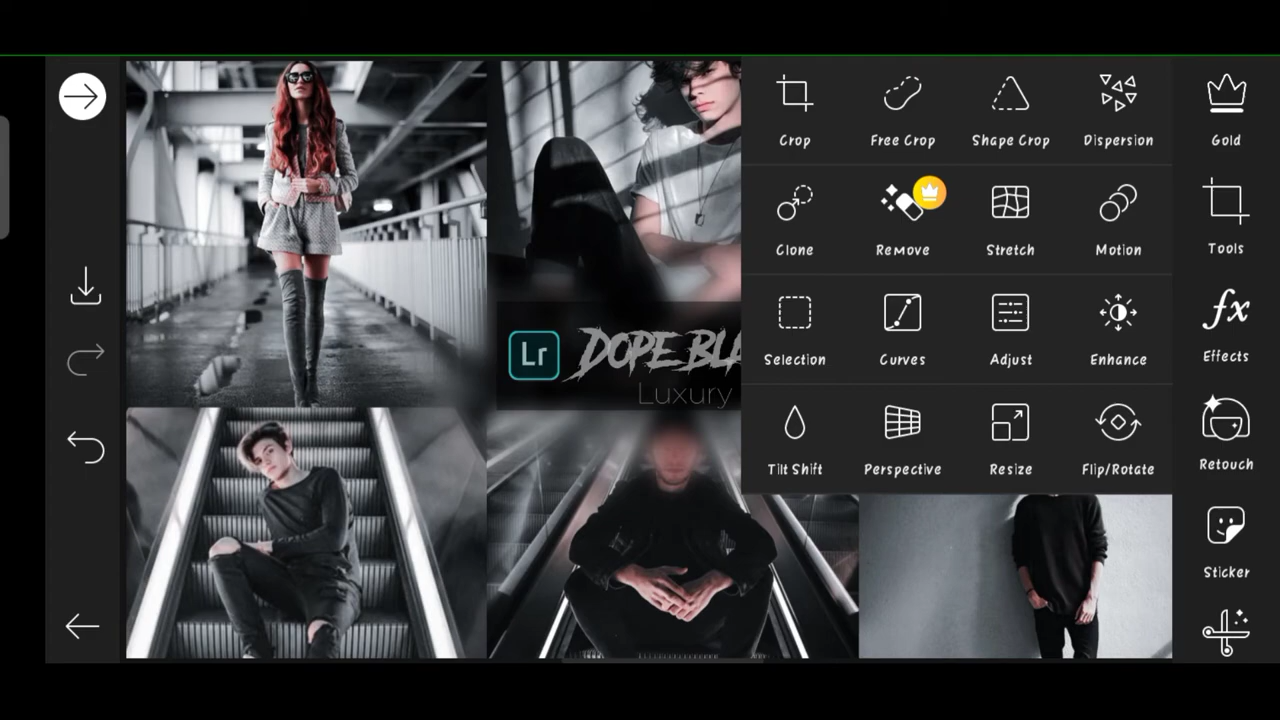 Crop Free Crop Shape Crop Dispersion Gold
Clone Remove Stretch Motion Tools
Selection Curves Adjust Enhance Effects
Tilt Shift Perspective Resize Flip/Rotate Retouch
Sticker
Lr DOPE BLA
Luxury